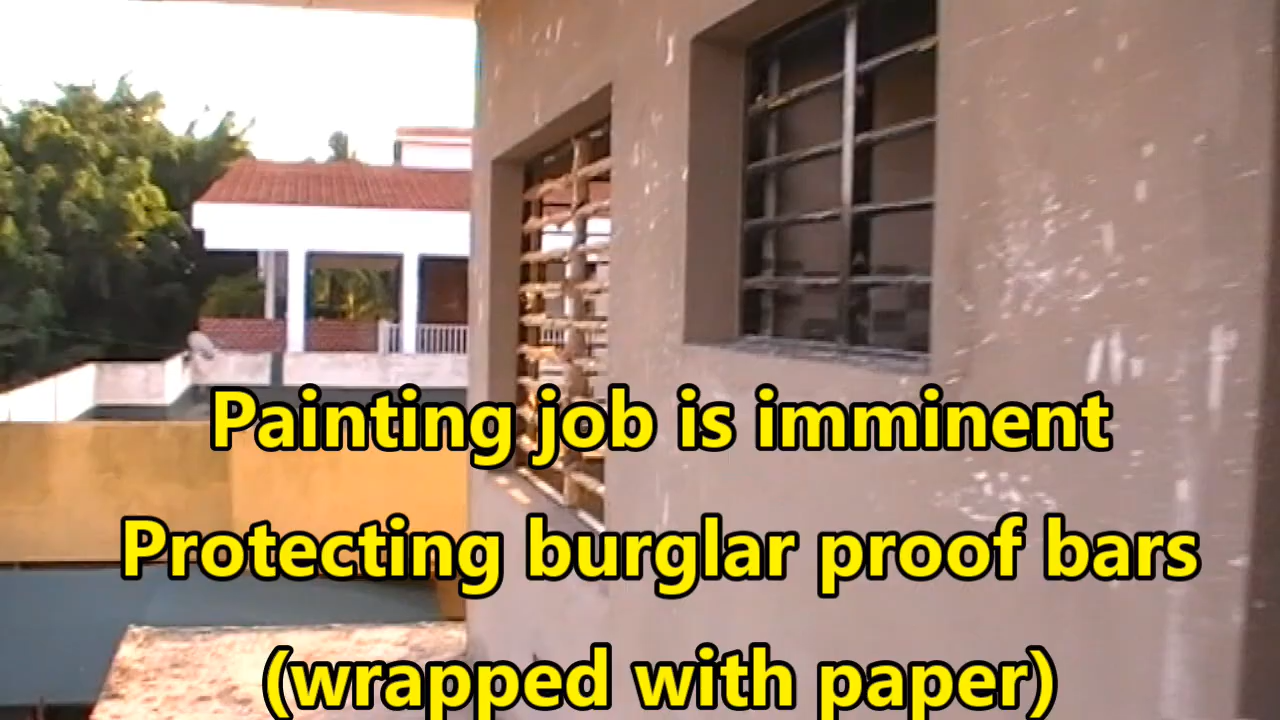 Painting job is imminent
Protecting burglar proof bars
(wrapped with paper)